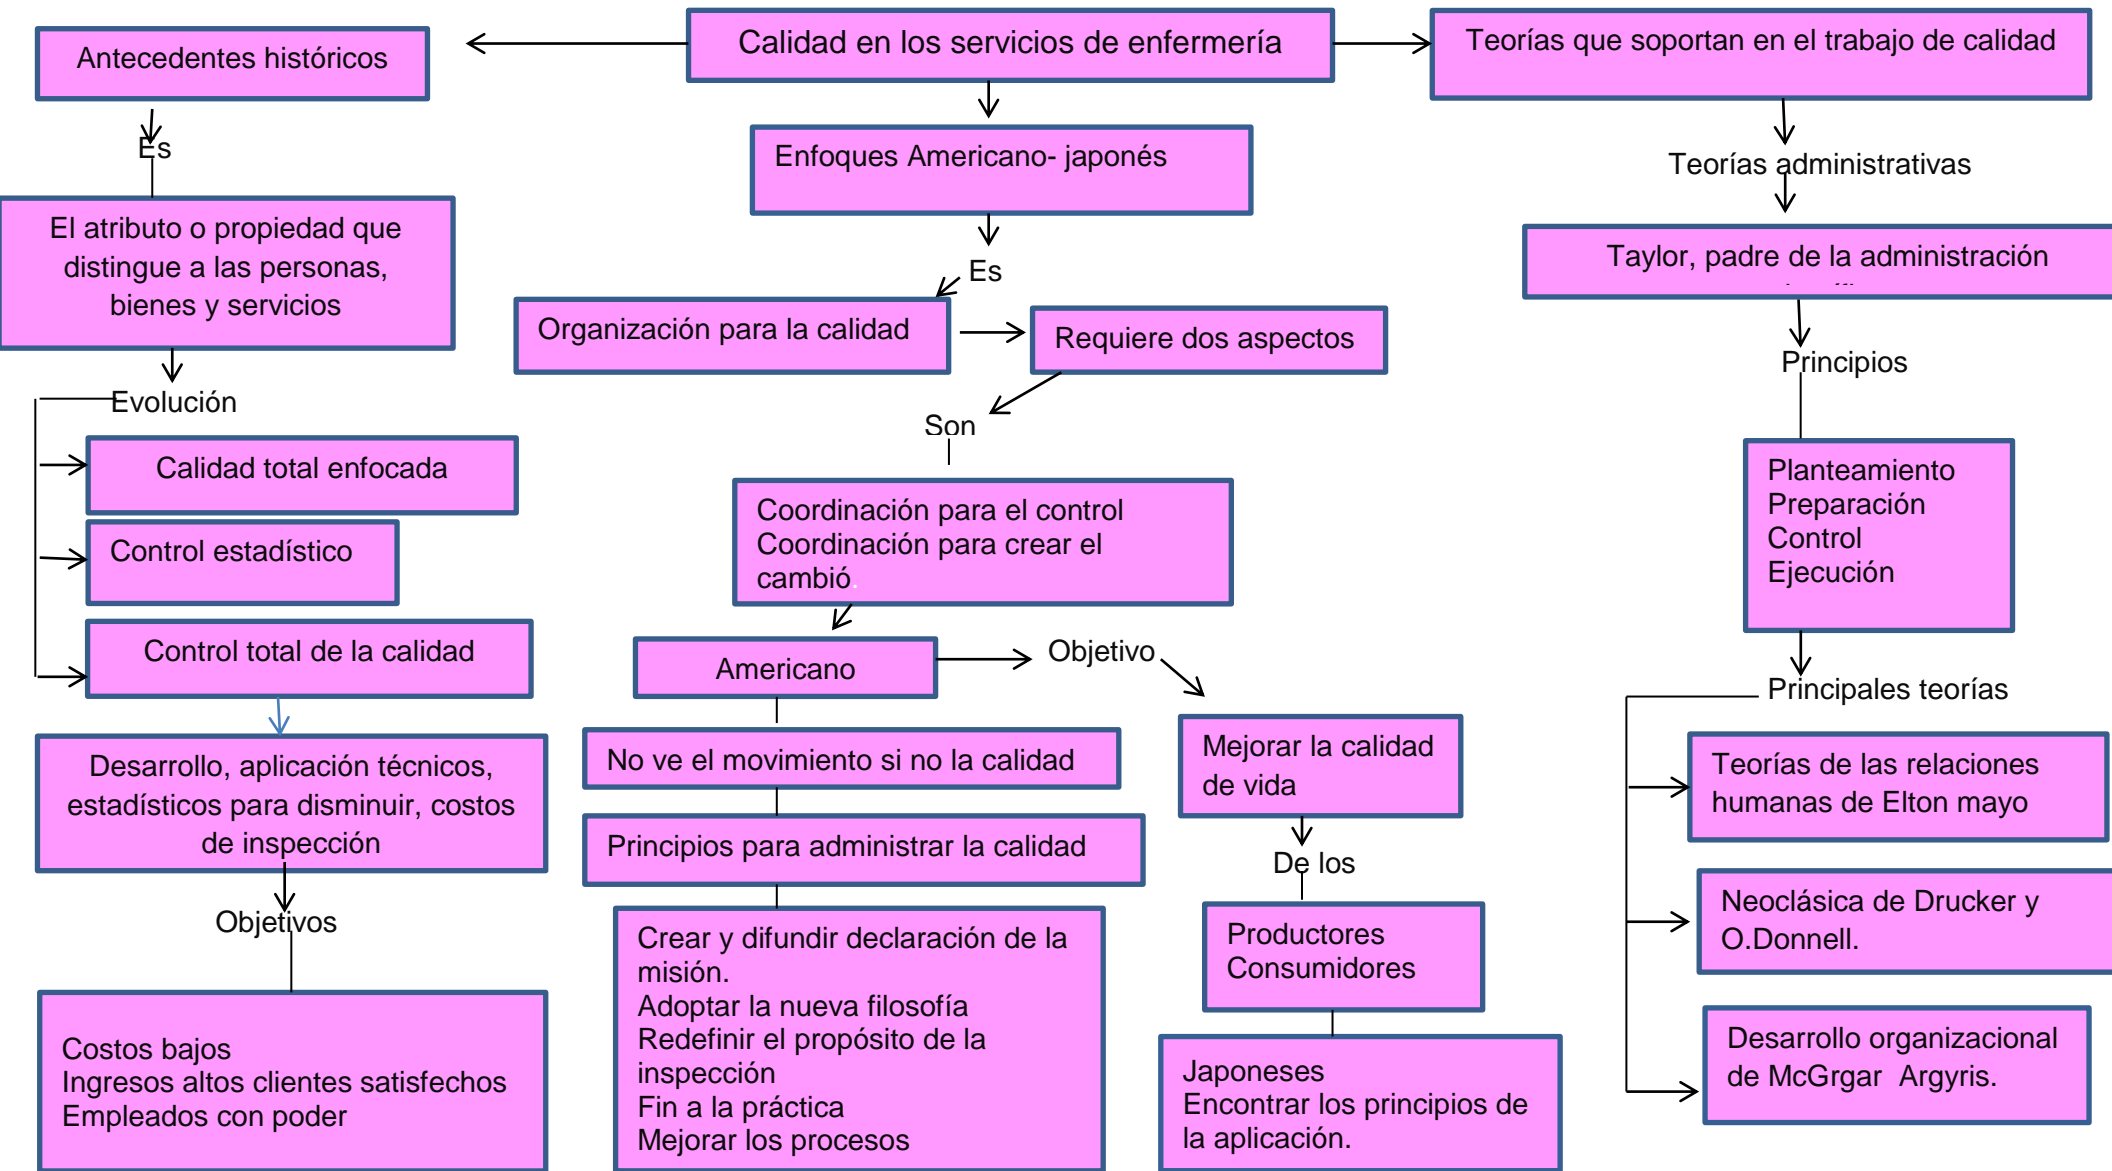 Calidad en los servicios de enfermería
Antecedentes históricos
Es
El atributo o propiedad que
distingue a las personas,
bienes y servicios
Evolución
Calidad total enfocada
Control estadístico
Control total de la calidad
Desarrollo, aplicación técnicos,
estadísticos para disminuir, costos
de inspección
Objetivos
Costos bajos
Ingresos altos clientes satisfechos
Empleados con poder
Enfoques Americano- japonés
Es
Organización para la calidad
Requiere dos aspectos
Son
Coordinación para el control
Coordinación para crear el
cambió.
Americano
No ve el movimiento si no la calidad
Principios para administrar la calidad
Crear y difundir declaración de la
misión.
Adoptar la nueva filosofía
Redefinir el propósito de la
inspección
Fin a la práctica
Mejorar los procesos
Objetivo
Mejorar la calidad
de vida
De los
Productores
Consumidores
Japoneses
Encontrar los principios de
la aplicación.
Teorías que soportan en el trabajo de calidad
Teorías administrativas
Taylor, padre de la administración
Principios
Planteamiento
Preparación
Control
Ejecución
Principales teorías
Teorías de las relaciones
humanas de Elton mayo
Neoclásica de Drucker y
O.Donnell.
Desarrollo organizacional
de McGrgar Argyris.